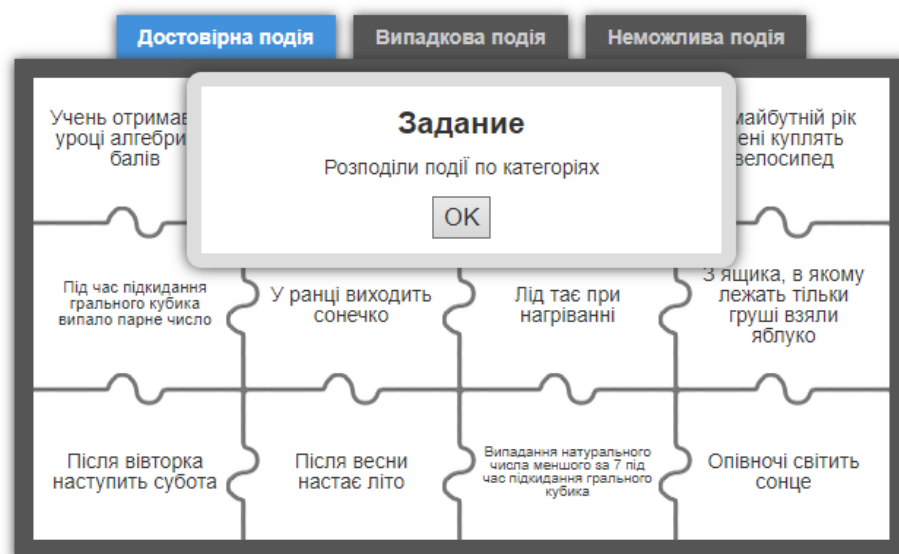 Достовірна подія
Випадкова подія
Неможлива подія
Учень отрима
уроці алгебри
балів
Задание
Розподіли події по категоріях
OK
майбутній рік
ені куплять
велосипед
Під час підкидання
грального кубика
випало парне число
У ранці виходить
сонечко
Лід тає при
нагріванні
З ящика, в якому
лежать тільки
груші взяли
яблуко
Після вівторка
наступить субота
Після весни
настає літо
Випадання натурального
числа меншого за 7 під
час підкидання грального
кубика
Опівночі світить
сонце